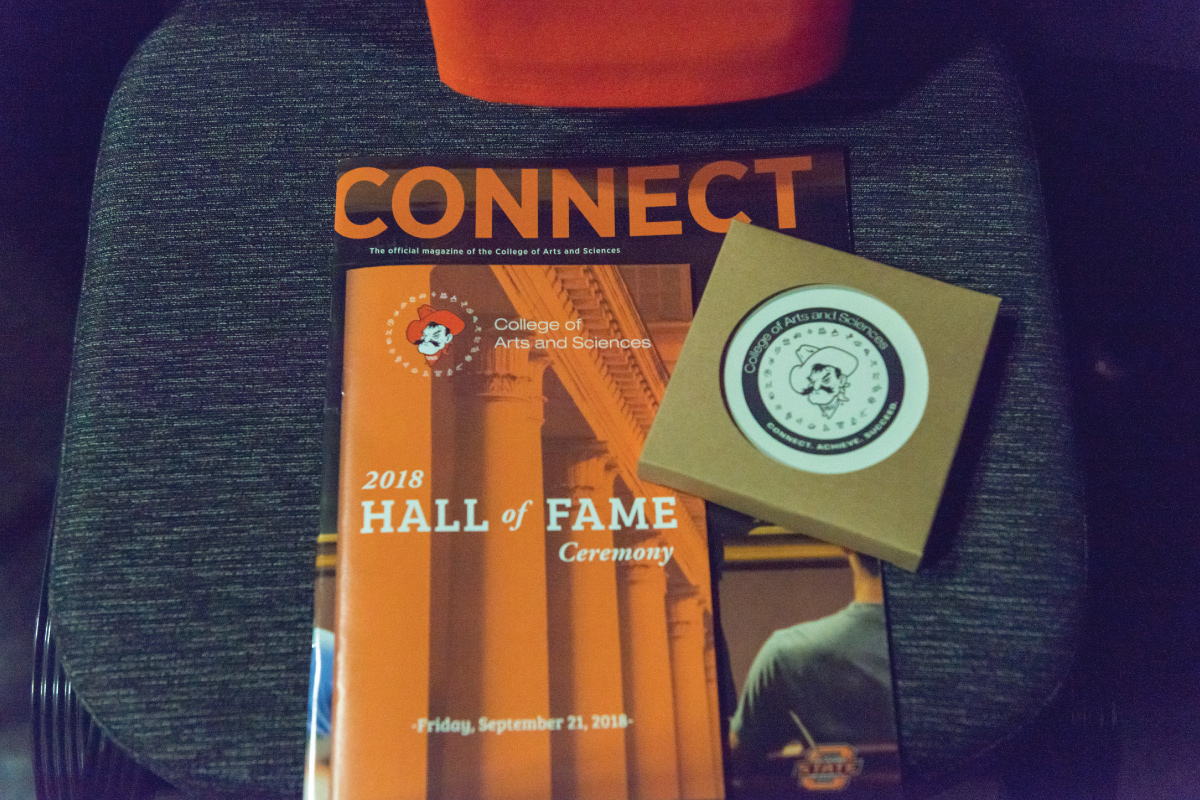 CONNECT
The official magazine of the College of Arts and Sciences
College of
Arts and Sciences
2018
HALL of FAME
Ceremony
-Friday, September 21, 2018-
College of Arts and Sciences
CONNECT. ACHIEVE. SUCCEED.
STATE